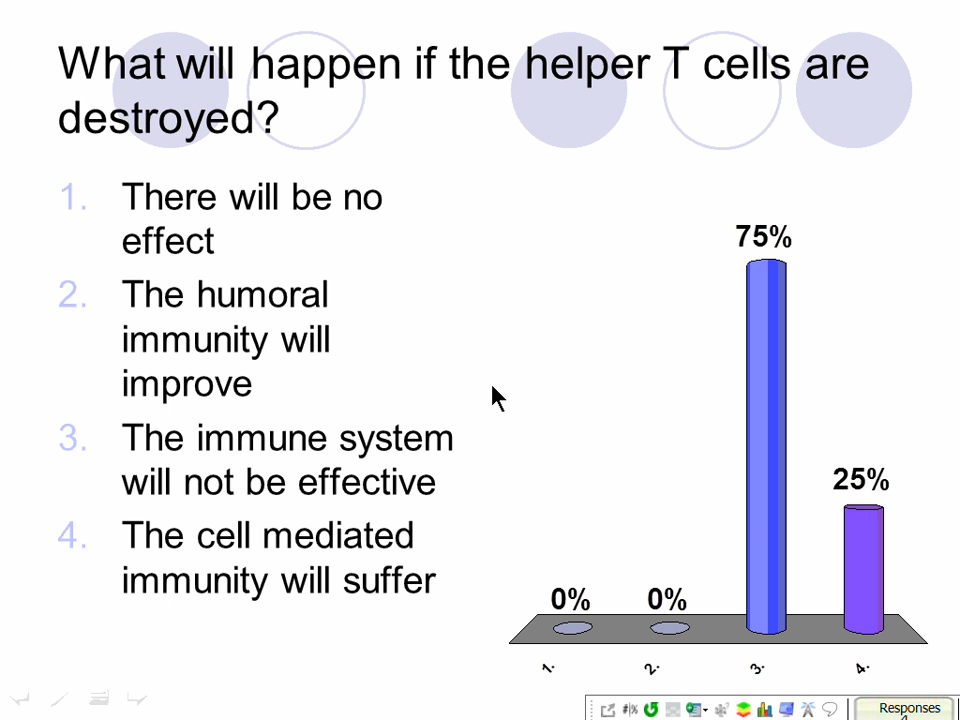 What will happen if the helper T cells are
destroyed?
1. There will be no
effect
2. The humoral
immunity will
improve
3. The immune system
will not be effective
4. The cell mediated
immunity will suffer
75%
25%
0% 0%
1. 2. 3. 4.
Responses